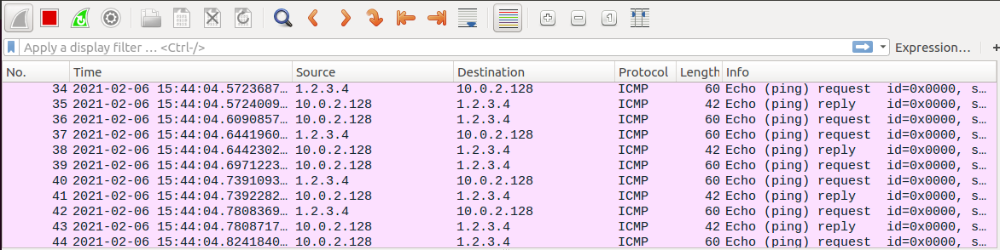 Apply a display filter … <Ctrl-/> Expression… +
No. Time Source Destination Protocol Length Info
34 2021-02-06 15:44:04.5723687… 1.2.3.4 10.0.2.128 ICMP 60 Echo (ping) request id=0x0000, s…
35 2021-02-06 15:44:04.5724009… 10.0.2.128 1.2.3.4 ICMP 42 Echo (ping) reply id=0x0000, s…
36 2021-02-06 15:44:04.6090857… 10.0.2.128 1.2.3.4 ICMP 60 Echo (ping) request id=0x0000, s…
37 2021-02-06 15:44:04.6441960… 1.2.3.4 10.0.2.128 ICMP 60 Echo (ping) request id=0x0000, s…
38 2021-02-06 15:44:04.6442302… 10.0.2.128 1.2.3.4 ICMP 42 Echo (ping) reply id=0x0000, s…
39 2021-02-06 15:44:04.6971223… 10.0.2.128 1.2.3.4 ICMP 60 Echo (ping) request id=0x0000, s…
40 2021-02-06 15:44:04.7391093… 1.2.3.4 10.0.2.128 ICMP 60 Echo (ping) request id=0x0000, s…
41 2021-02-06 15:44:04.7392282… 10.0.2.128 1.2.3.4 ICMP 42 Echo (ping) reply id=0x0000, s…
42 2021-02-06 15:44:04.7808369… 1.2.3.4 10.0.2.128 ICMP 60 Echo (ping) request id=0x0000, s…
43 2021-02-06 15:44:04.7808717… 10.0.2.128 1.2.3.4 ICMP 42 Echo (ping) reply id=0x0000, s…
44 2021-02-06 15:44:04.8241840… 10.0.2.128 1.2.3.4 ICMP 60 Echo (ping) request id=0x0000, s…